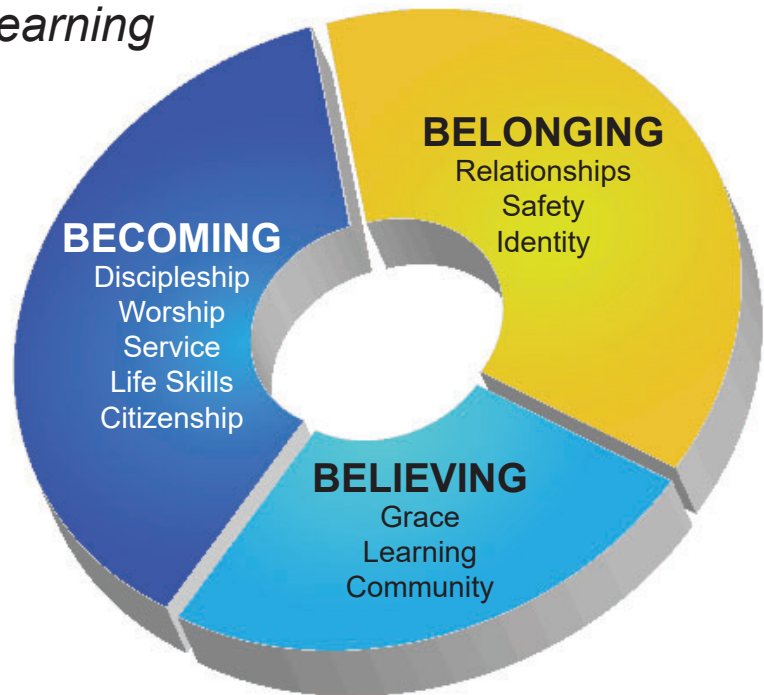 earning
BELONGING
Relationships
Safety
Identity
BECOMING
Discipleship
Worship
Service
Life Skills
Citizenship
BELIEVING
Grace
Learning
Community